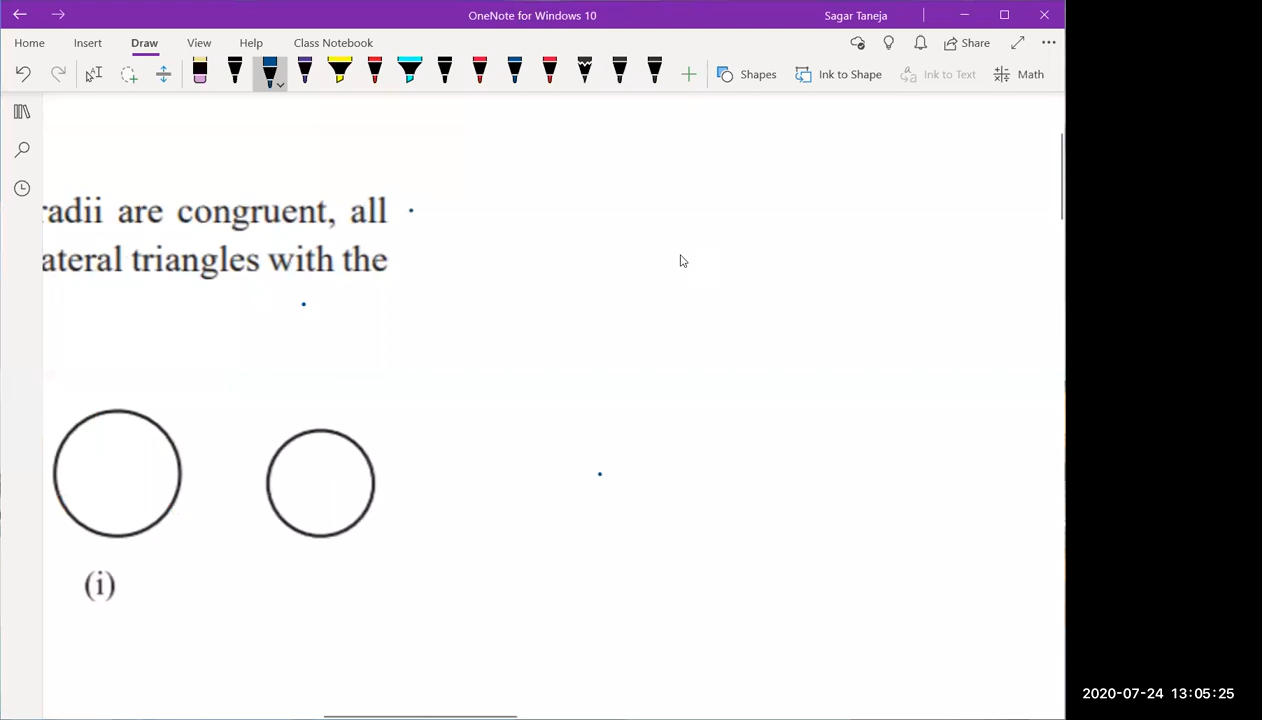 OneNote for Windows 10
Sagar Taneja
Home Insert Draw View Help Class Notebook
Share
Shapes Ink to Shape Ink to Text Math
radii are congruent, all
ateral triangles with the
(i)
2020-07-24 13:05:25